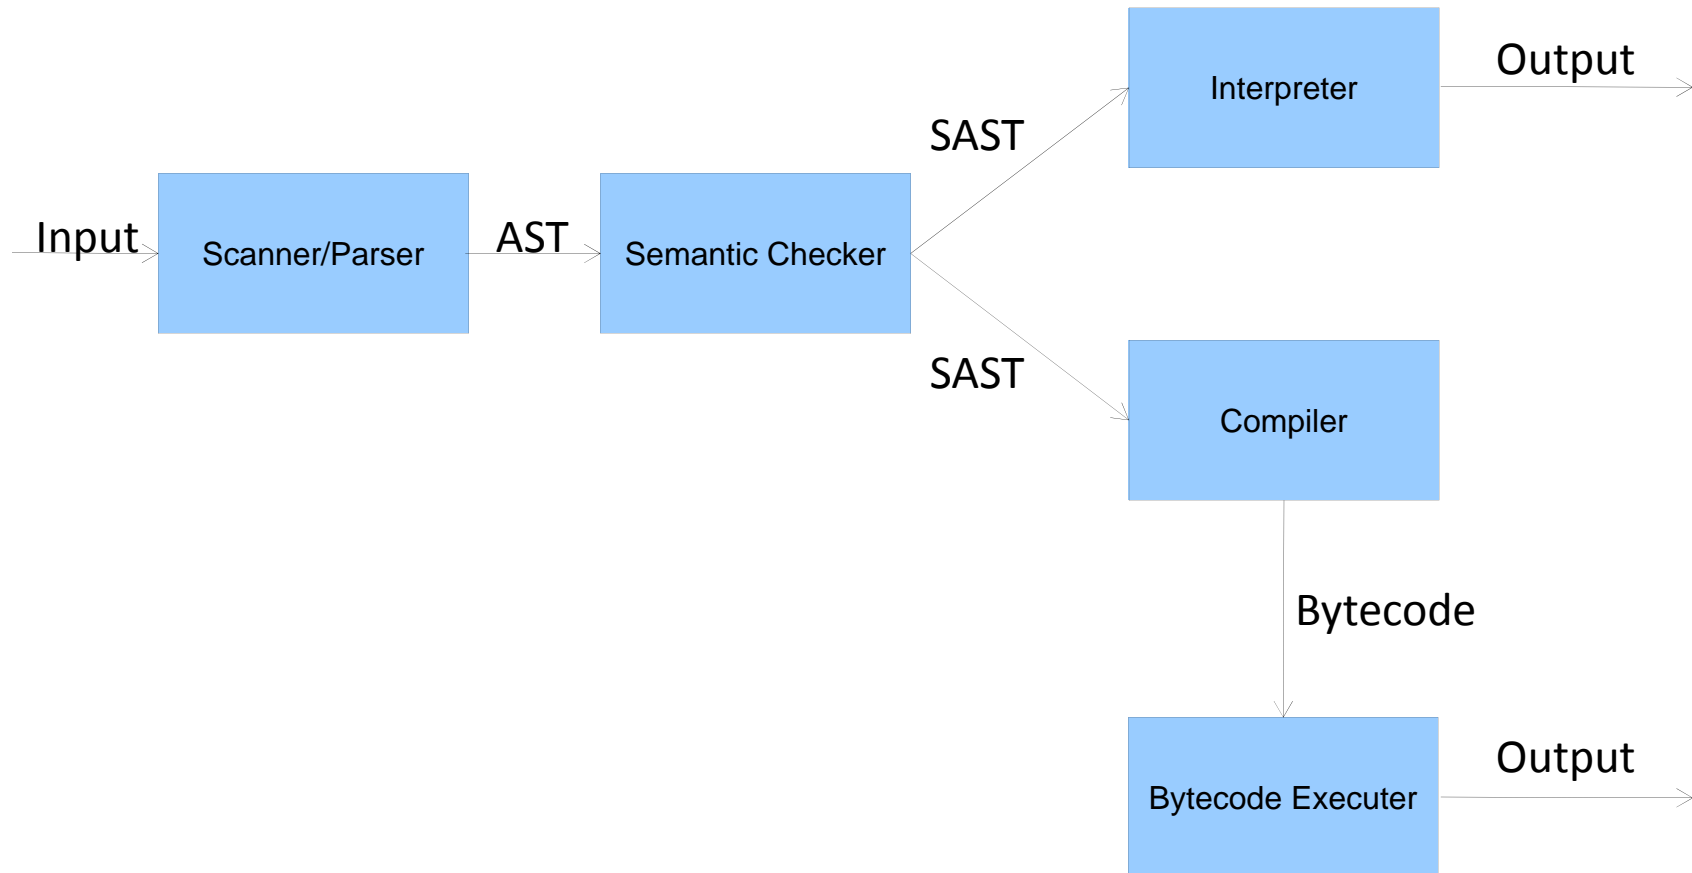 Input
Scanner/Parser
AST
Semantic Checker
SAST
Interpreter
Output
SAST
Compiler
Bytecode
Bytecode Executer
Output